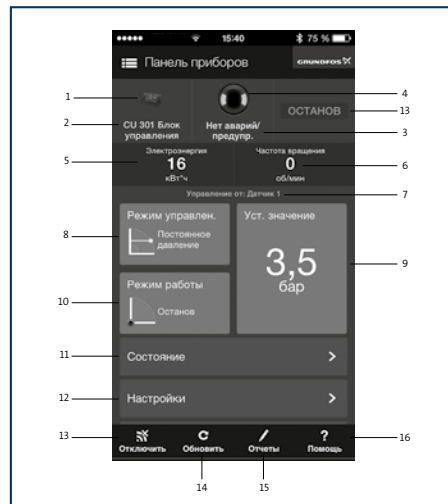 15:40 75 %
Панель приборов GRUNDFOS
1
4
13
ОСТАНОВ
2
CU 301 Блок управления
Нет аварий/ предупр.
3
5
Электроэнергия
16
кВт*ч
Частота вращения
0
об/мин
6
Управление от: Датчик 1
7
8
Режим управлен.
Постоянное давление
Уст. значение
3,5
бар
9
10
Режим работы
Останов
11
Состояние
12
Настройки
13
Отключить
Обновить
Отчеты
?
Помощь
16
14
15